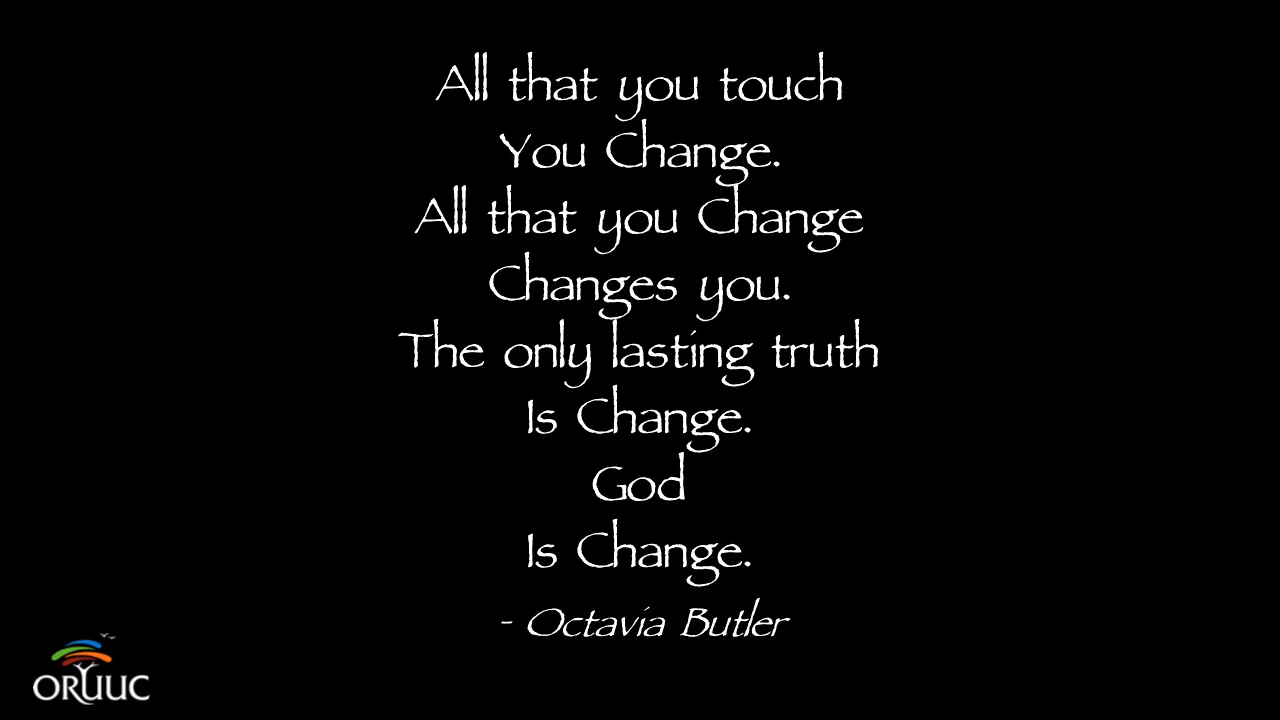 All that you touch
You Change.
All that you Change
Changes you.
The only lasting truth
Is Change.
God
Is Change.
- Octavia Butler
ORUUC